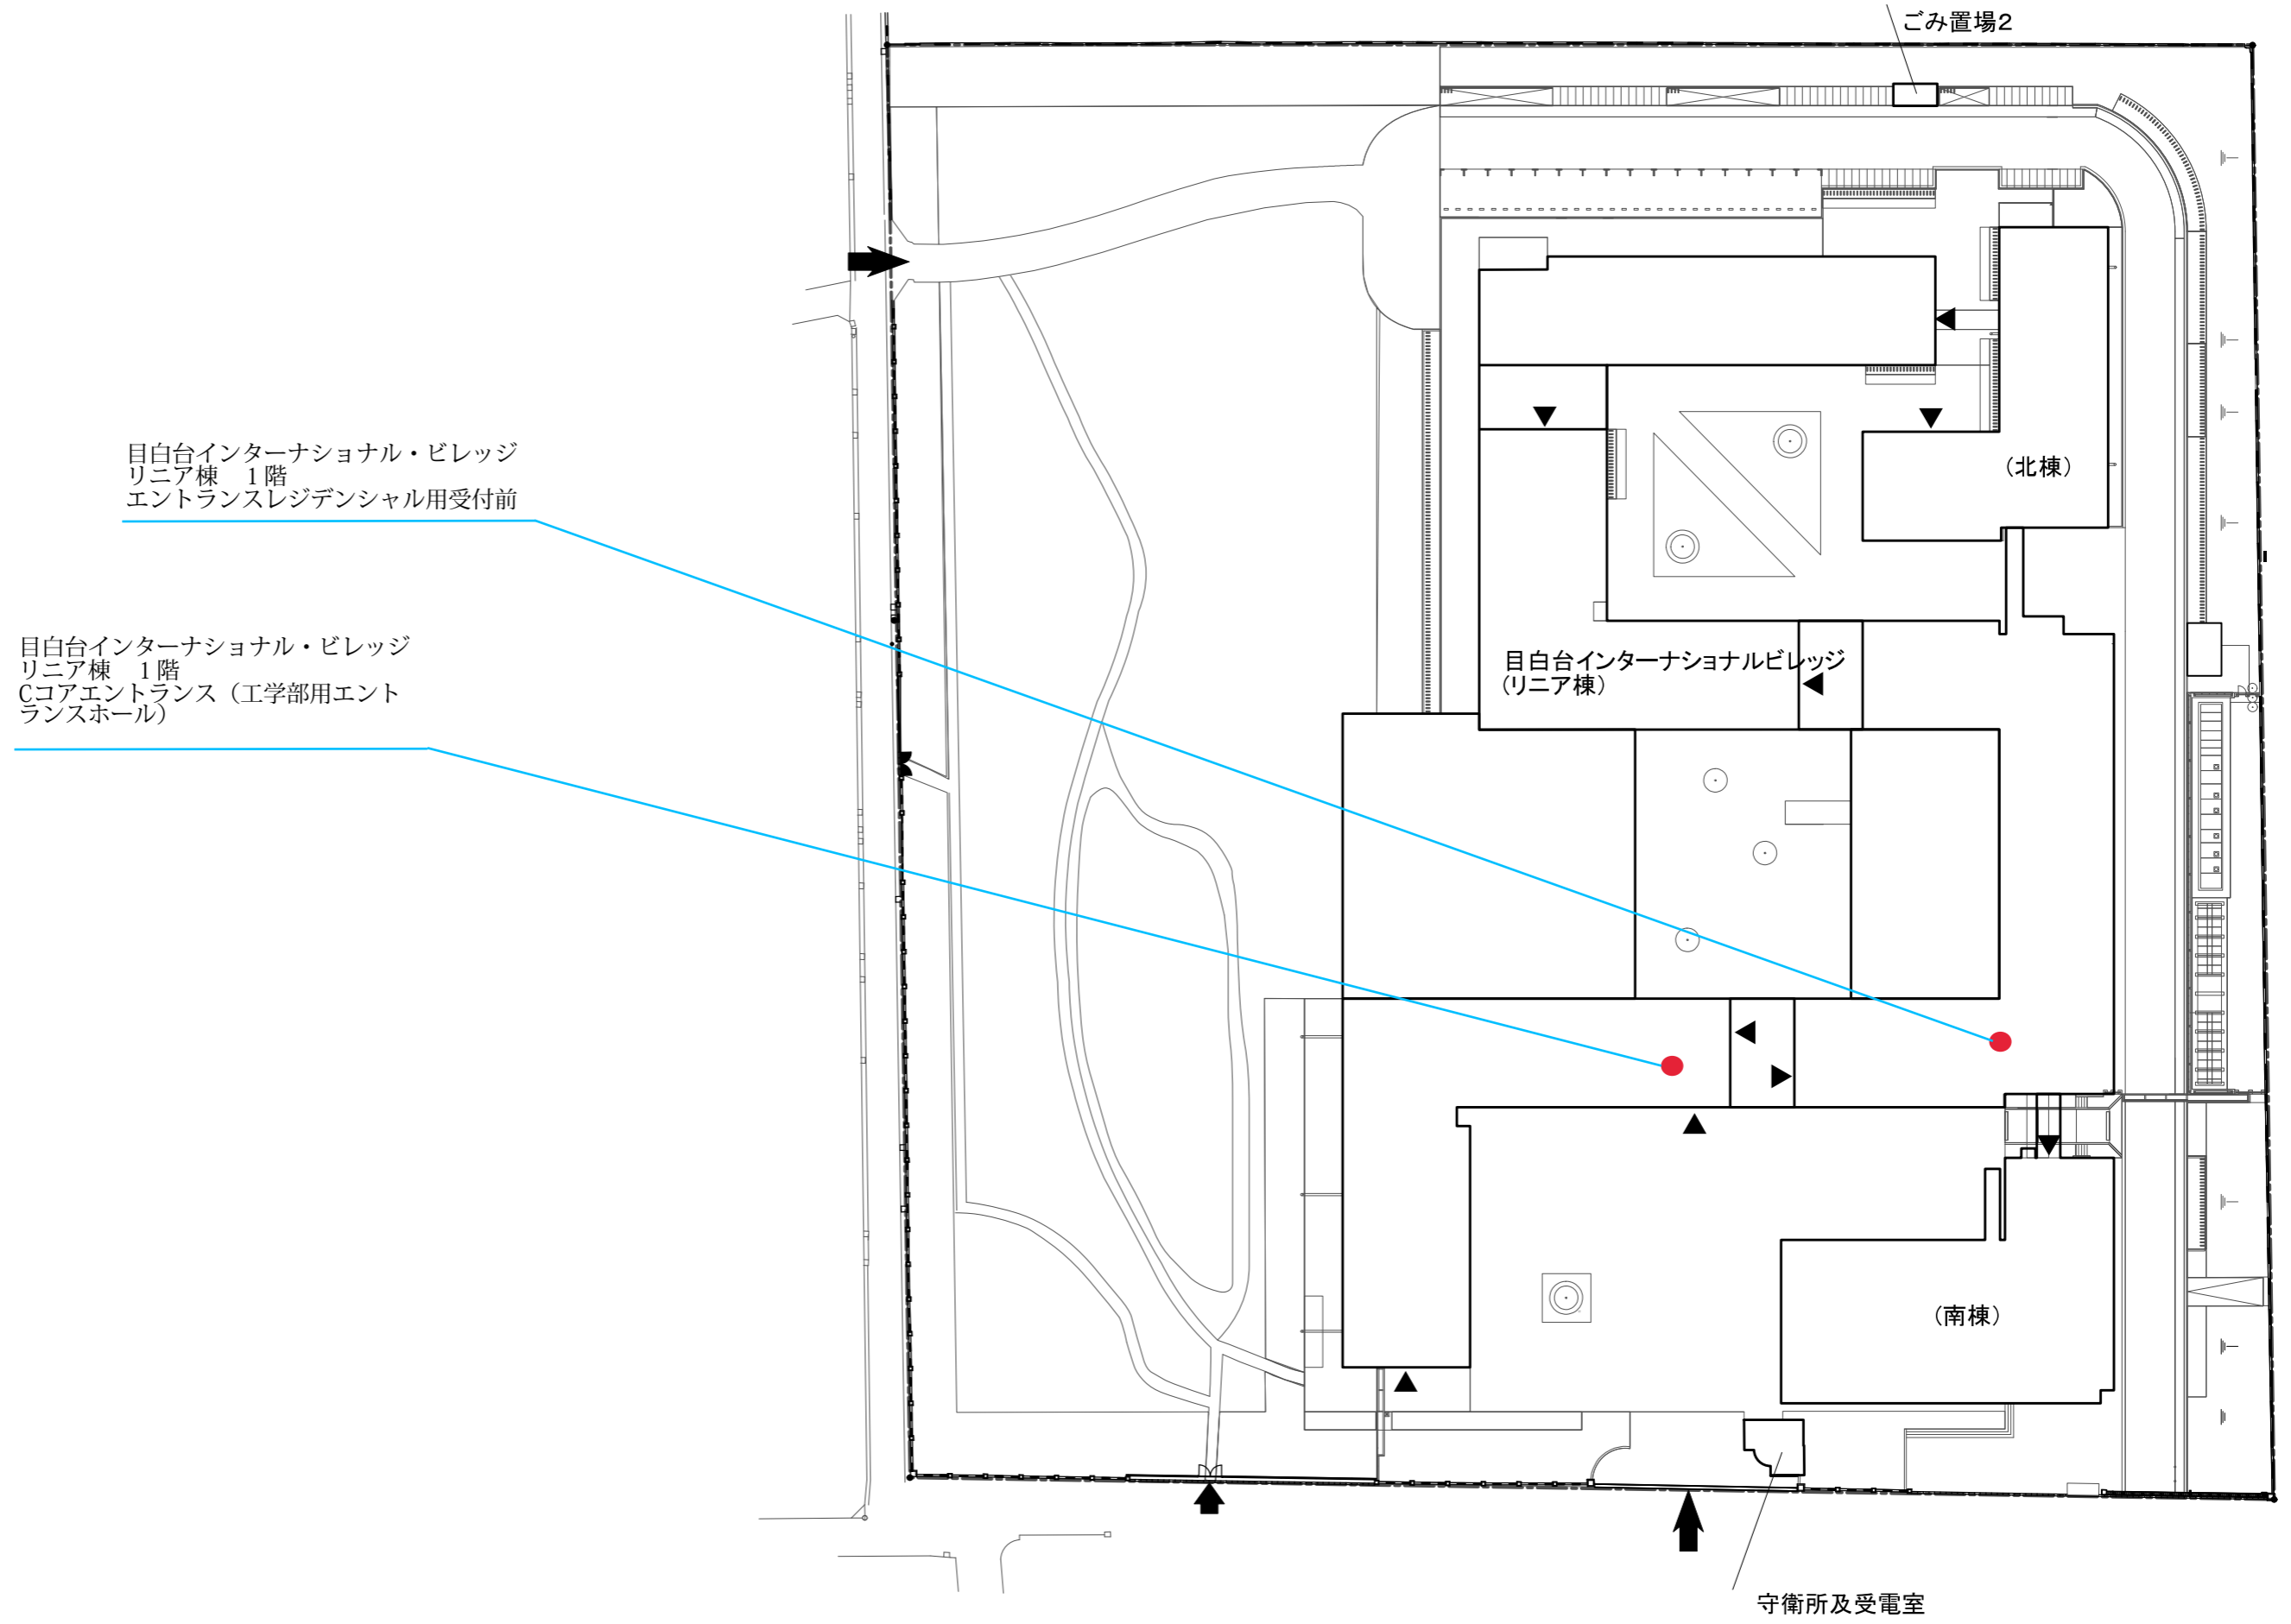 ごみ置場2
目白台インターナショナル・ビレッジ
リニア棟　１階
エントランスレジデンシャル用受付前
(北棟)
目白台インターナショナル・ビレッジ
リニア棟　１階
Cコアエントランス（工学部用エント
ランスホール）
目白台インターナショナルビレッジ
(リニア棟)
(南棟)
守衛所及受電室